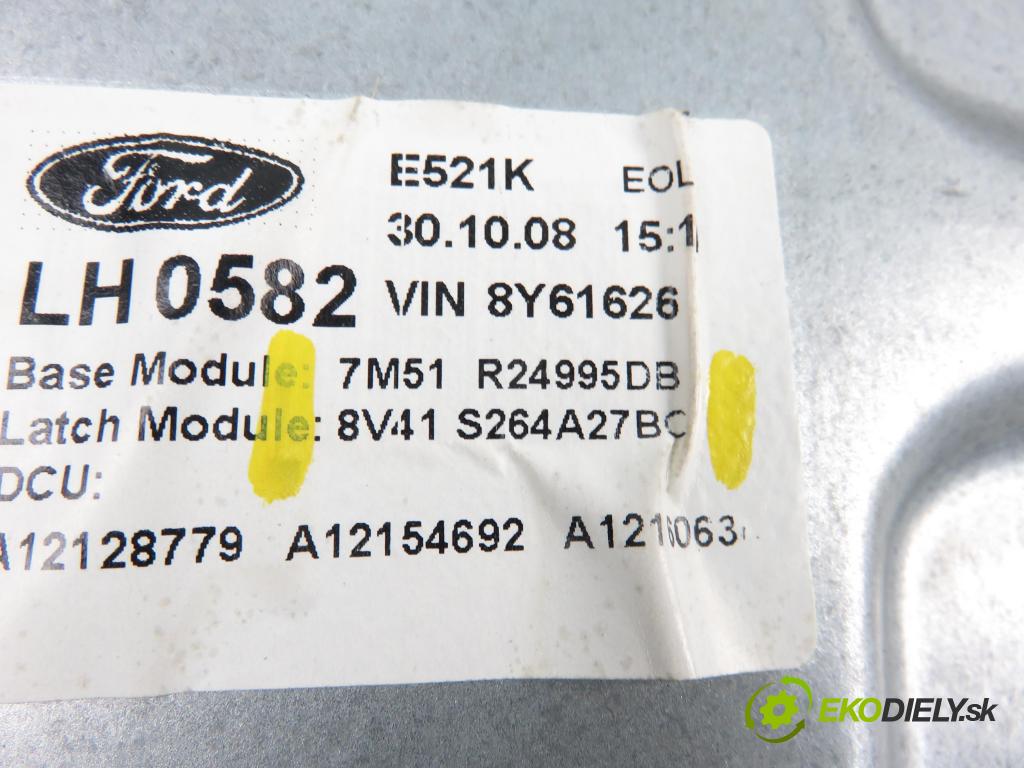 Ford
E521K EOL
30.10.08
LH 0582
VIN 8Y61626
Base Module: 7M51 R24995DB
Latch Module: 8V41 S264A27BC
DCU:
A12128779 A12154692
EKODIELY.sk